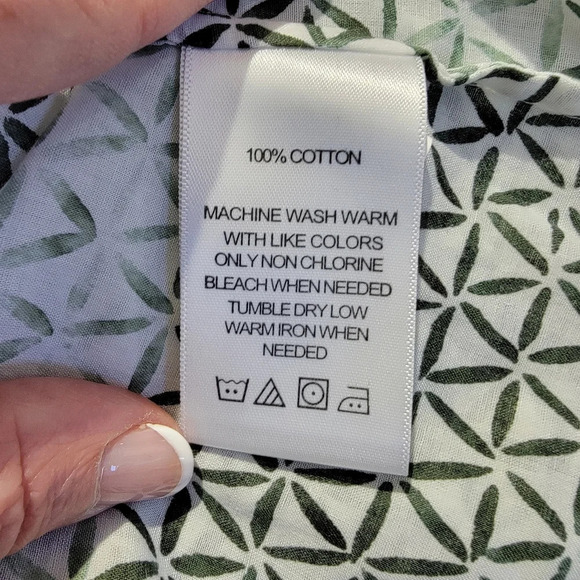 100% COTTON
MACHINE WASH WARM
WITH LIKE COLORS
ONLY NON CHLORINE
BLEACH WHEN NEEDED
TUMBLE DRY LOW
WARM IRON WHEN
NEEDED